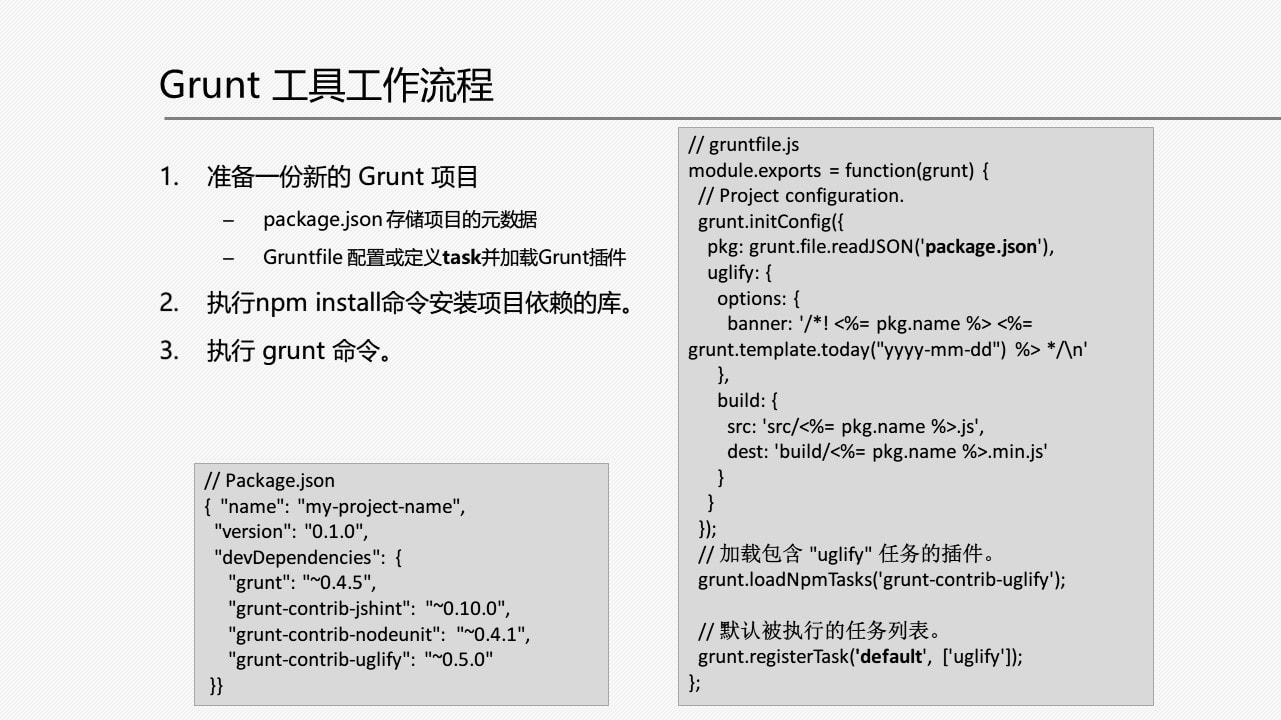 Grunt 工具工作流程
1. 准备一份新的 Grunt 项目
– package.json 存储项目的元数据
– Gruntfile 配置或定义task并加载Grunt插件
2. 执行npm install命令安装项目依赖的库。
3. 执行 grunt 命令。
// Package.json
{ "name": "my-project-name",
"version": "0.1.0",
"devDependencies": {
"grunt": "~0.4.5",
"grunt-contrib-jshint": "~0.10.0",
"grunt-contrib-nodeunit": "~0.4.1",
"grunt-contrib-uglify": "~0.5.0"
}}
// gruntfile.js
module.exports = function(grunt) {
// Project configuration.
grunt.initConfig({
pkg: grunt.file.readJSON('package.json'),
uglify: {
options: {
banner: '/*! <%= pkg.name %> <%=
grunt.template.today("yyyy-mm-dd") %> */\n'
},
build: {
src: 'src/<%= pkg.name %>.js',
dest: 'build/<%= pkg.name %>.min.js'
}
}
});
// 加载包含 "uglify" 任务的插件。
grunt.loadNpmTasks('grunt-contrib-uglify');
// 默认被执行的任务列表。
grunt.registerTask('default', ['uglify']);
};